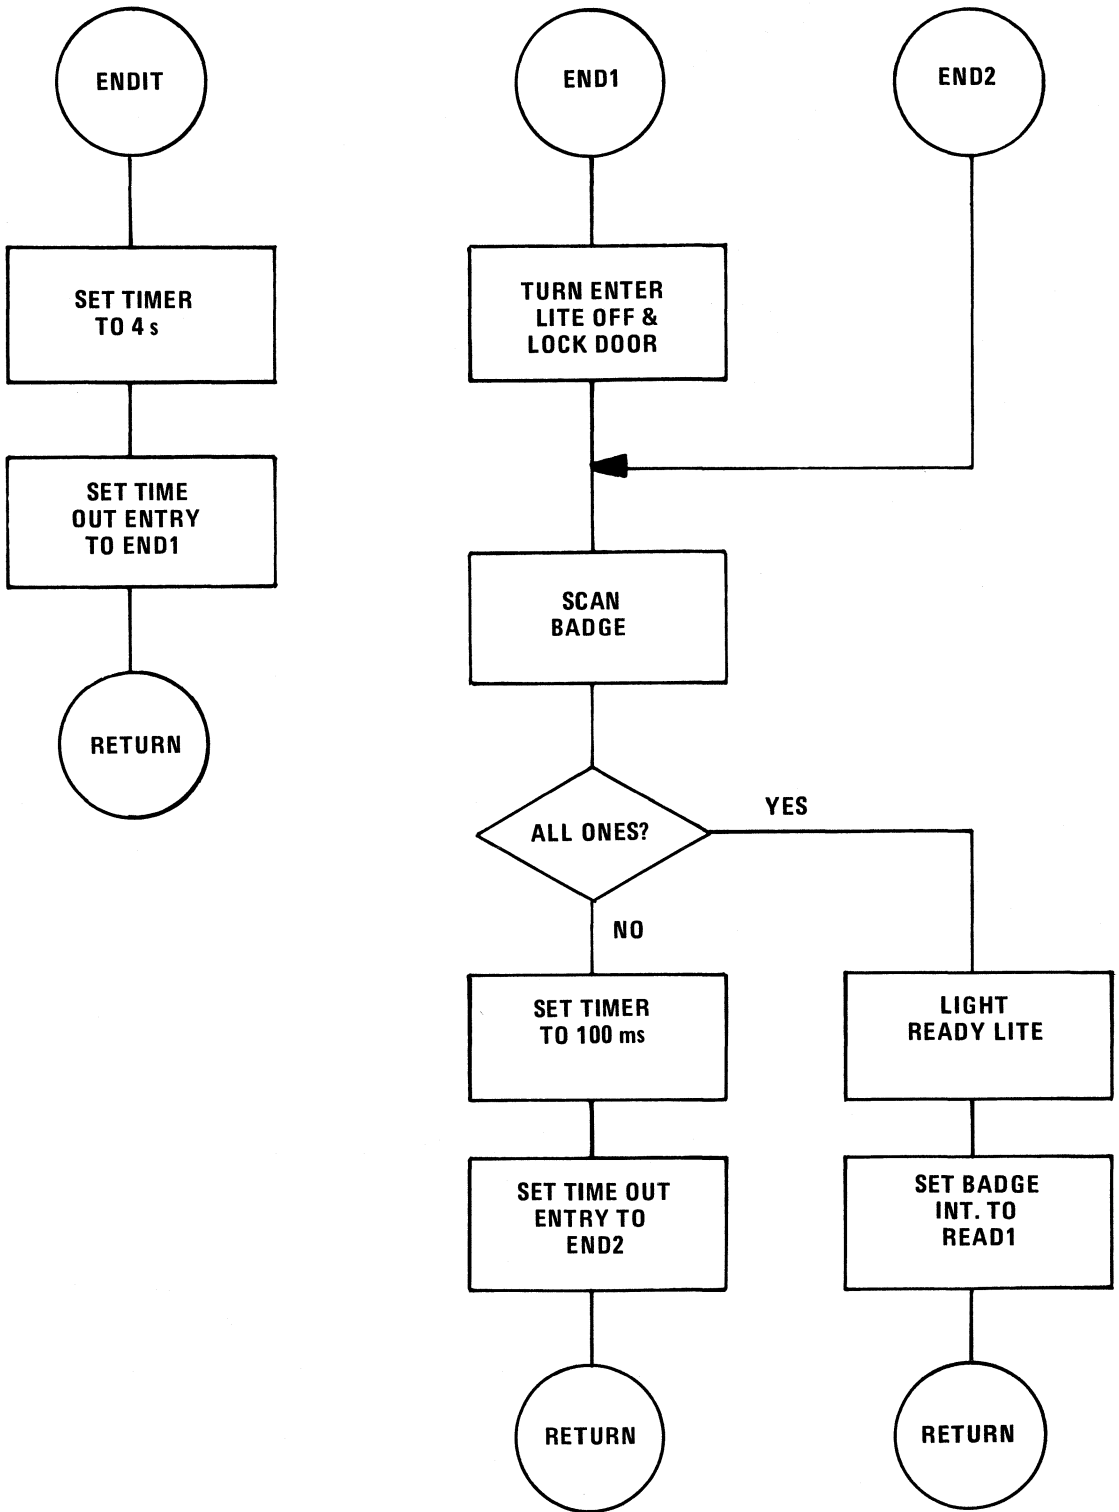 ENDIT
SET TIMER
TO 4 s
SET TIME
OUT ENTRY
TO END1
RETURN
END1
TURN ENTER
LITE OFF &
LOCK DOOR
SCAN
BADGE
ALL ONES?
NO
SET TIMER
TO 100 ms
SET TIME OUT
ENTRY TO
END2
RETURN
END2
YES
LIGHT
READY LITE
SET BADGE
INT. TO
READ1
RETURN